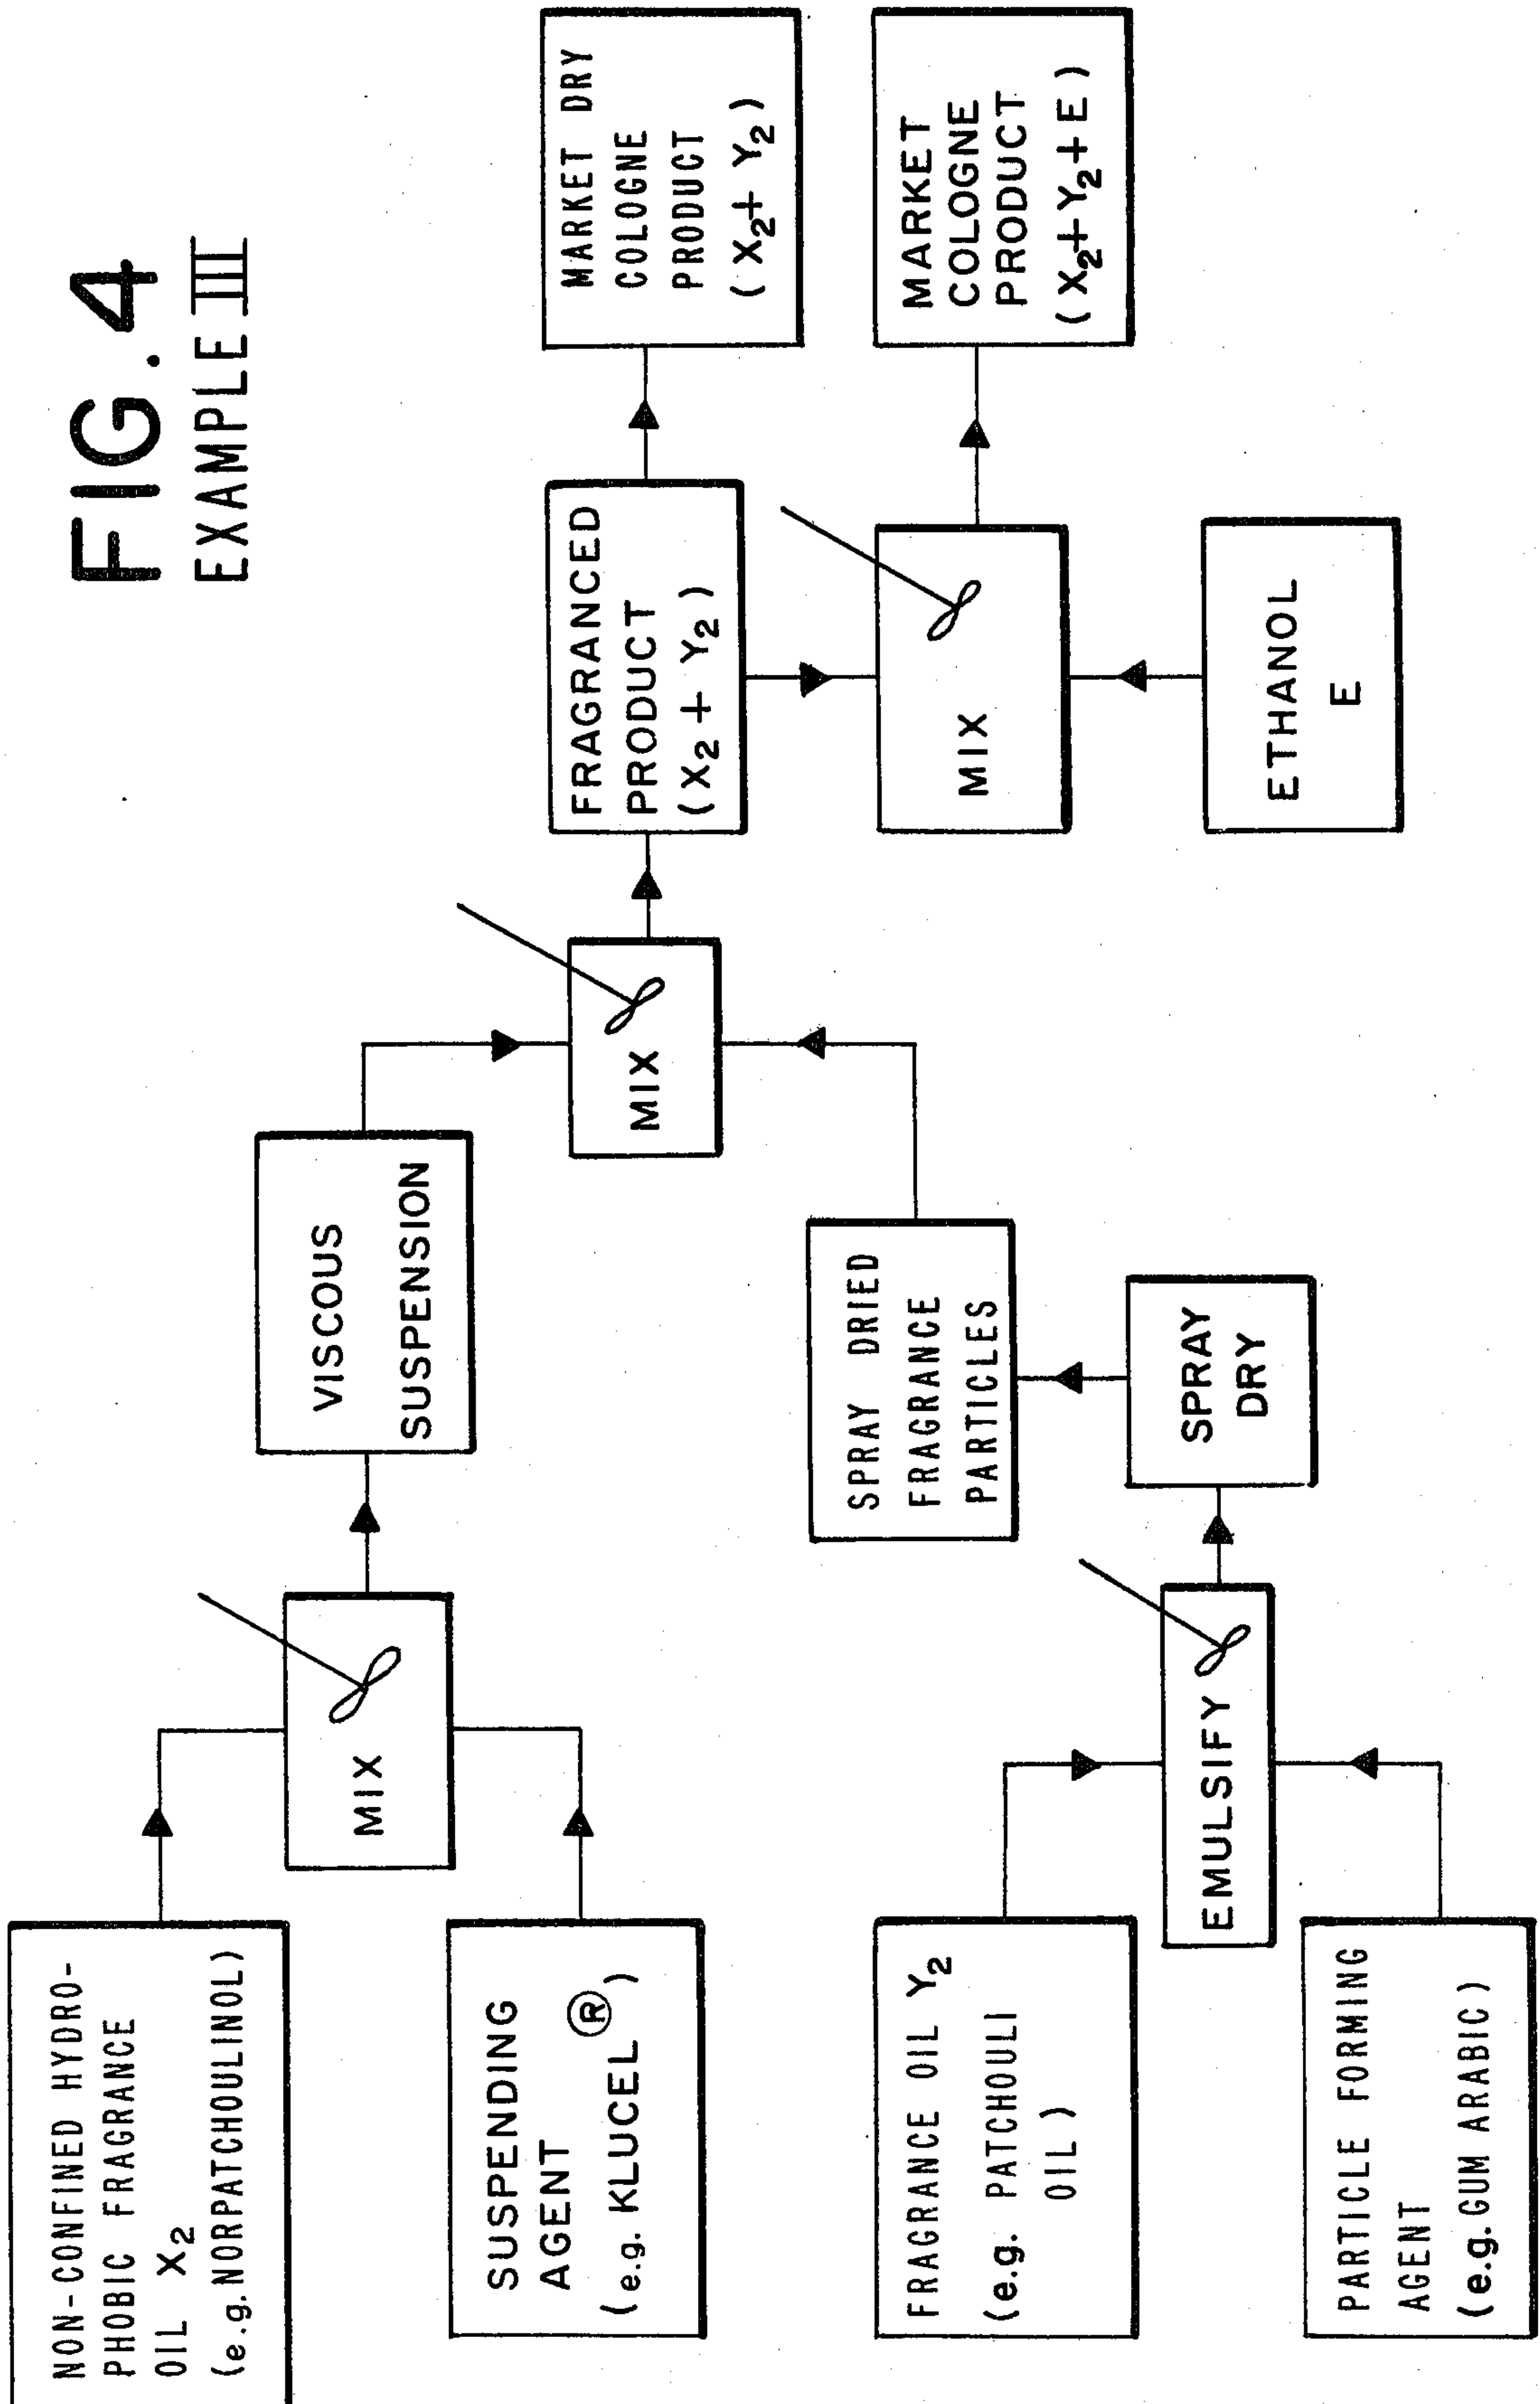 FIG. 4
EXAMPLE III
NON-CONFINED HYDRO-
PHOBIC FRAGRANCE
OIL X₂
(e.g. NORPATCHOULINOL)
SUSPENDING
AGENT
(e.g. KLUCEL®)
MIX
VISCOUS
SUSPENSION
FRAGRANCE OIL Y₂
(e.g. PATCHOULI
OIL)
PARTICLE FORMING
AGENT
(e.g. GUM ARABIC)
EMULSIFY
SPRAY
DRY
SPRAY DRIED
FRAGRANCE
PARTICLES
MIX
FRAGRANCED
PRODUCT
(X₂ + Y₂)
MIX
ETHANOL
E
MARKET DRY
COLOGNE
PRODUCT
(X₂ + Y₂)
MARKET
COLOGNE
PRODUCT
(X₂+Y₂+E)